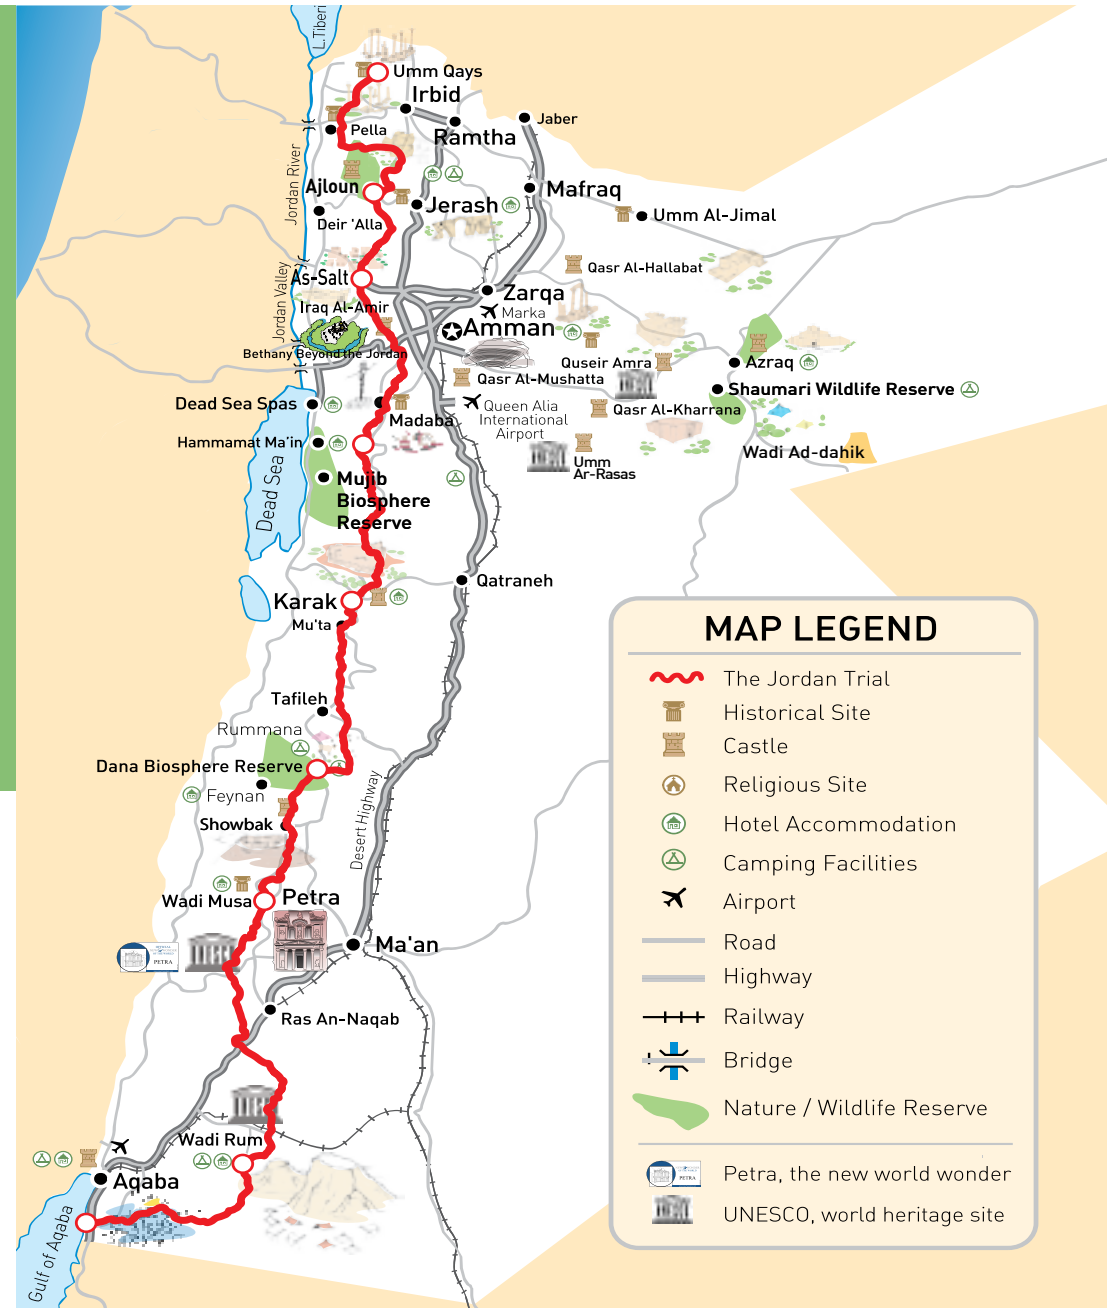 L.Tiberi
Umm Qays
Irbid
Jaber
Ramtha
Pella
Jordan River
Ajloun
Mafraq
Jerash
Umm Al-Jimal
Deir 'Alla
Jordan Valley
As-Salt
Qasr Al-Hallabat
Zarqa
Iraq Al-Amir
Marka
Amman
Bethany Beyond the Jordan
Quseir Amra
Azraq
Qasr Al-Mushatta
Shaumari Wildlife Reserve
Dead Sea Spas
Queen Alia
International
Airport
Qasr Al-Kharrana
Madaba
Hammamat Ma'in
Wadi Ad-dahik
Umm
Ar-Rasas
Dead Sea
Mujib
Biosphere
Reserve
Qatraneh
Karak
Mu'ta
Tafileh
Rummana
Dana Biosphere Reserve
Feynan
Desert Highway
Showbak
Petra
Wadi Musa
Ma'an
PETRA
Ras An-Naqab
Wadi Rum
Aqaba
Gulf of Aqaba
MAP LEGEND
The Jordan Trial
Historical Site
Castle
Religious Site
Hotel Accommodation
Camping Facilities
Airport
Road
Highway
Railway
Bridge
Nature / Wildlife Reserve
PETRA
Petra, the new world wonder
UNESCO, world heritage site